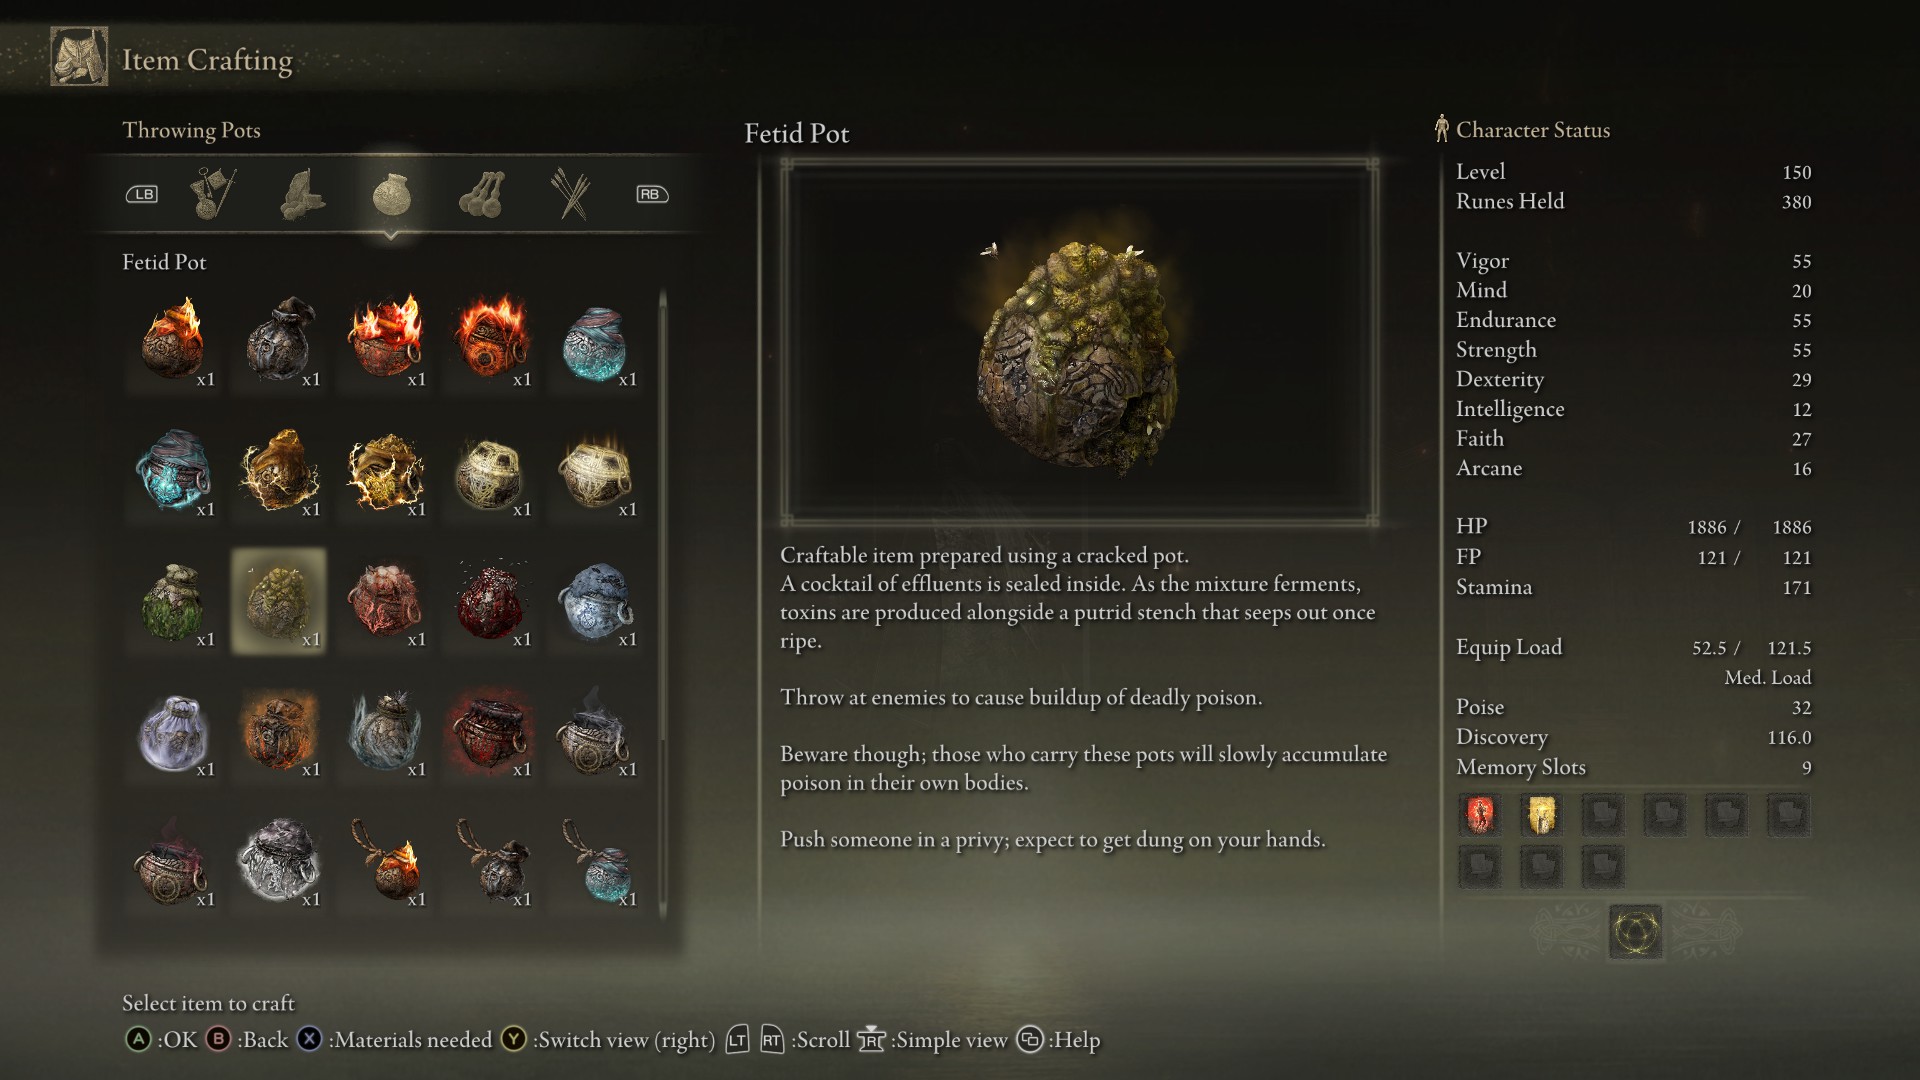 Item Crafting
Throwing Pots
LB
RB
Fetid Pot
x1 x1 x1 x1 x1
x1 x1 x1 x1 x1
x1 x1 x1 x1 x1
x1 x1 x1 x1 x1
x1 x1 x1 x1 x1
Fetid Pot
Craftable item prepared using a cracked pot.
A cocktail of effluents is sealed inside. As the mixture ferments,
toxins are produced alongside a putrid stench that seeps out once
ripe.
Throw at enemies to cause buildup of deadly poison.
Beware though; those who carry these pots will slowly accumulate
poison in their own bodies.
Push someone in a privy; expect to get dung on your hands.
Character Status
Level 150
Runes Held 380
Vigor 55
Mind 20
Endurance 55
Strength 55
Dexterity 29
Intelligence 12
Faith 27
Arcane 16
HP 1886 / 1886
FP 121 / 121
Stamina 171
Equip Load 52.5 / 121.5
Med. Load
Poise 32
Discovery 116.0
Memory Slots 9
Select item to craft
A :OK B :Back X :Materials needed Y :Switch view (right) LT RT :Scroll R :Simple view :Help